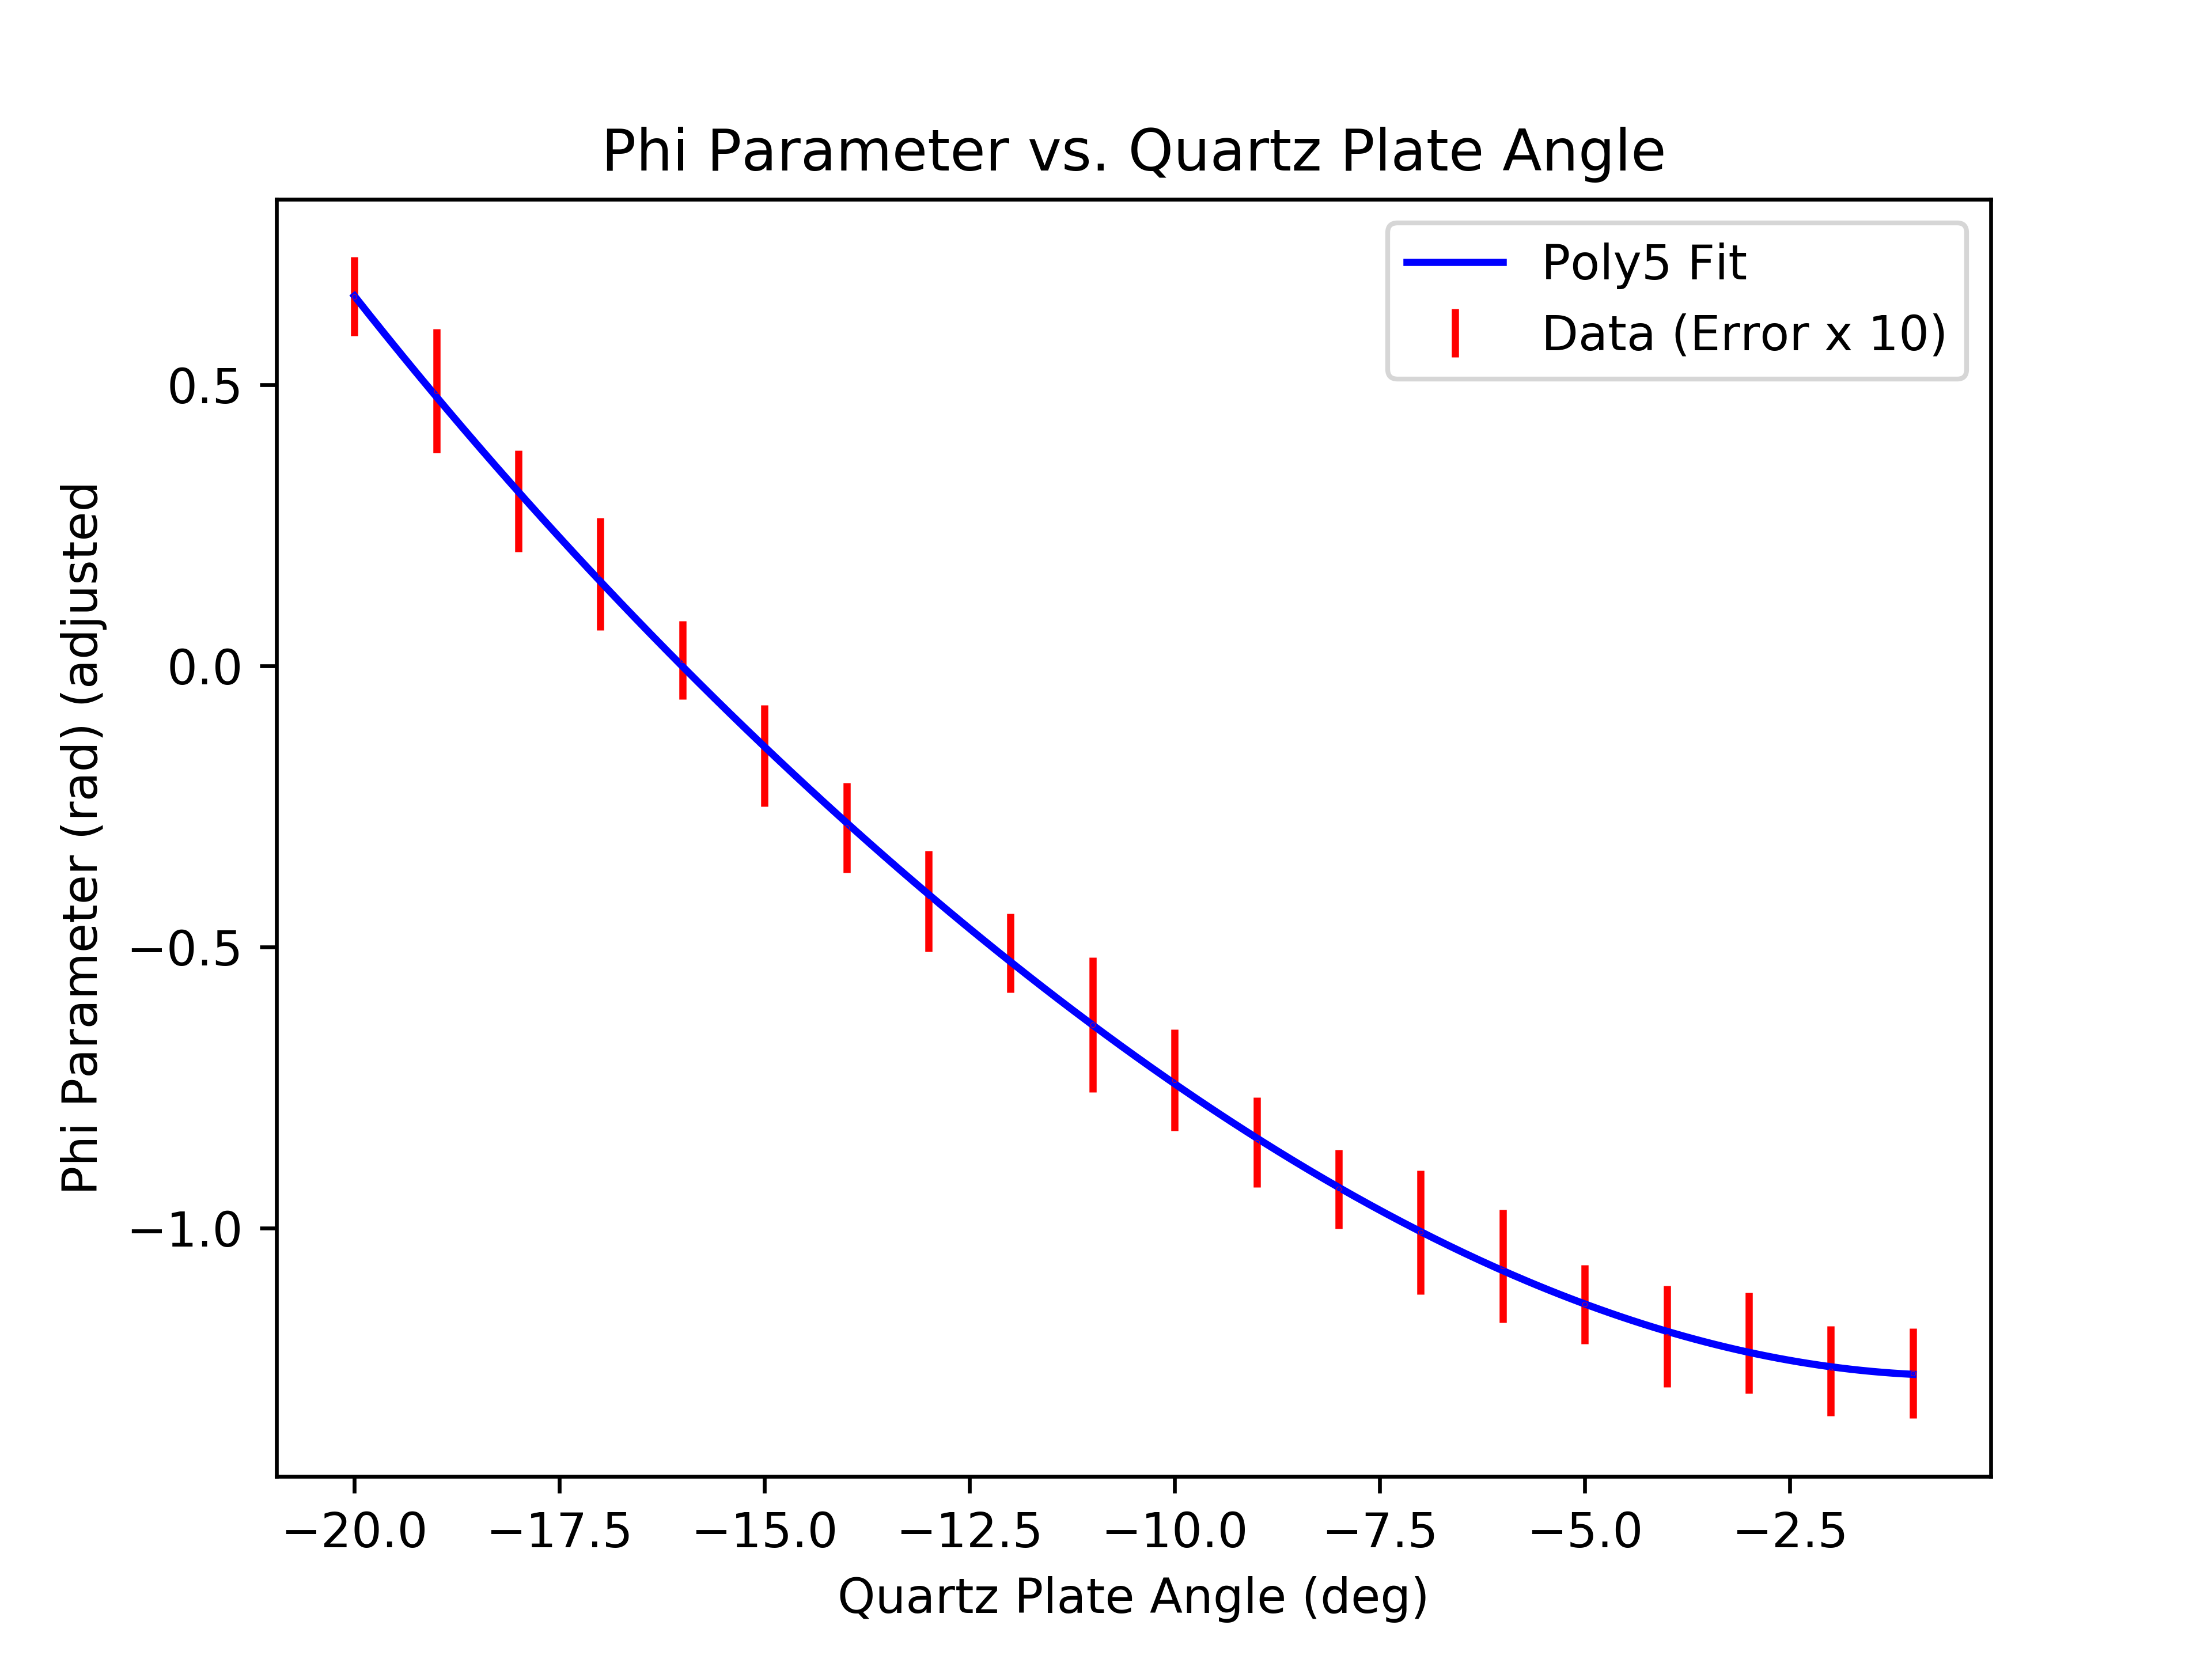 Phi Parameter vs. Quartz Plate Angle
Poly5 Fit
Data (Error x 10)
Phi Parameter (rad) (adjusted
0.5
0.0
−0.5
−1.0
−20.0 −17.5 −15.0 −12.5 −10.0 −7.5 −5.0 −2.5
Quartz Plate Angle (deg)